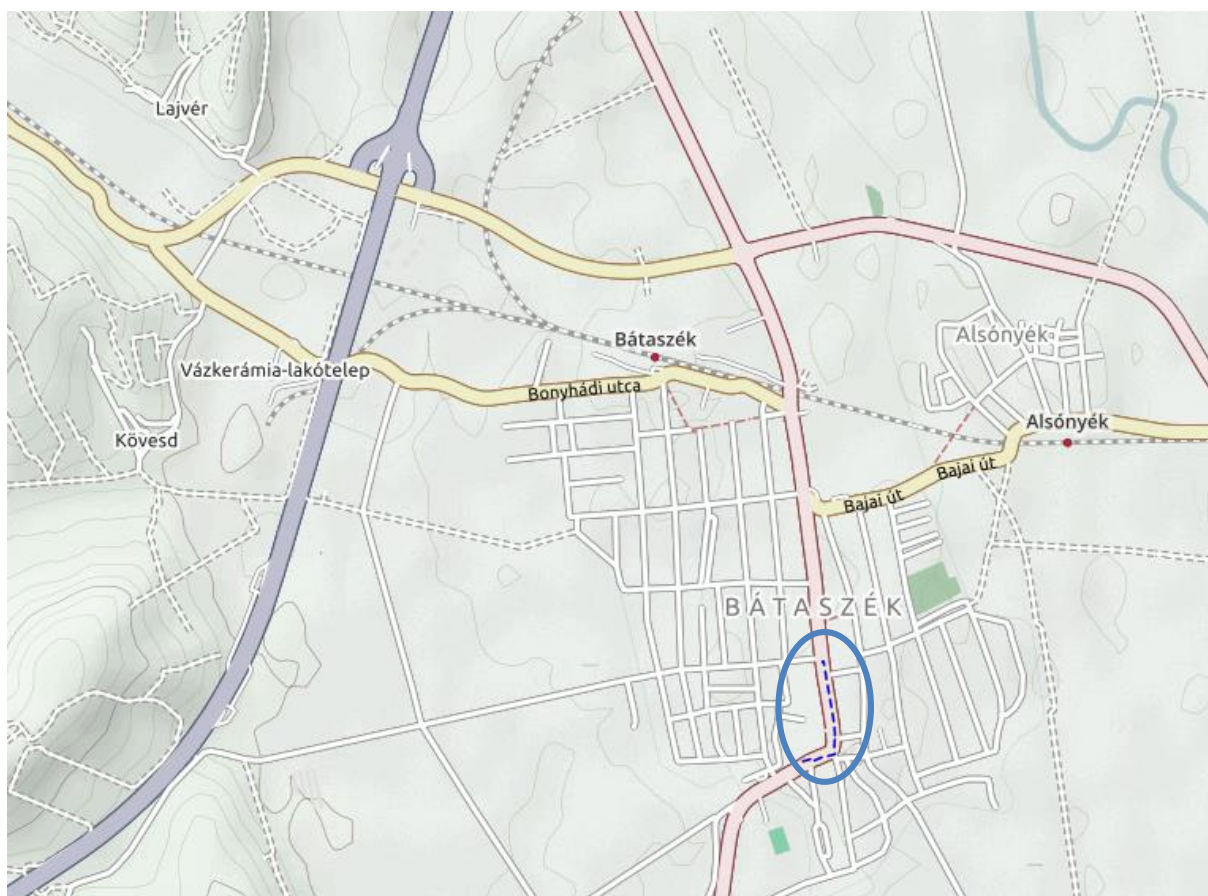 Lajvér
Bátaszék
Alsónyék
Vázkerámia-lakótelep
Bonyhádi utca
Alsónyék
Kövesd
Bajai út
Bajai út
BÁTASZÉK